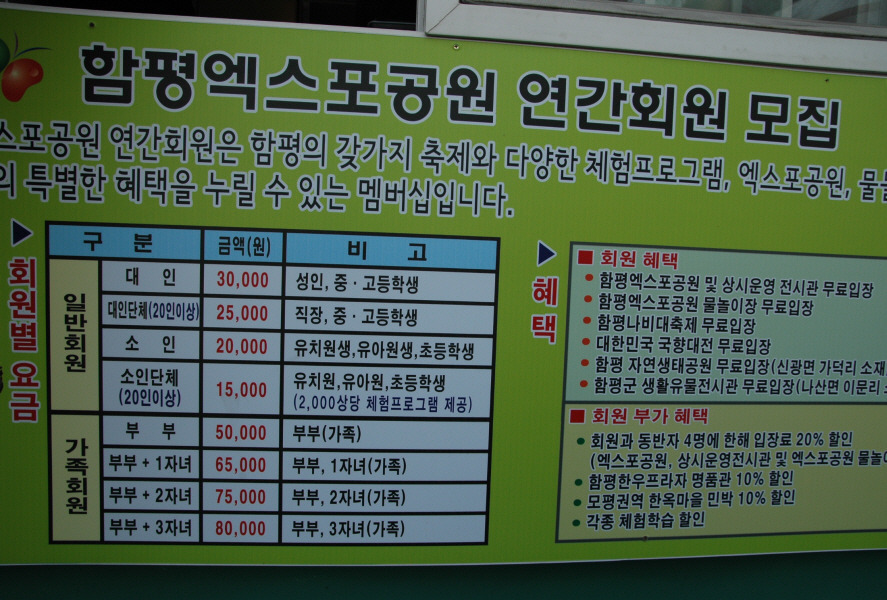 함평엑스포공원 연간회원 모집
스포공원 연간회원은 함평의 갖가지 축제와 다양한 체험프로그램, 엑스포공원,
의 특별한 혜택을 누릴 수 있는 멤버십입니다.
회원별 요금
구 분 금액(원) 비 고
일반회원
대 인 30,000 성인, 중·고등학생
대인단체(20인이상) 25,000 직장, 중·고등학생
소 인 20,000 유치원생, 유아원생, 초등학생
소인단체
(20인이상) 15,000 유치원, 유아원, 초등학생
(2,000상당 체험프로그램 제공)
가족회원
부 부 50,000 부부(가족)
부부 + 1자녀 65,000 부부, 1자녀(가족)
부부 + 2자녀 75,000 부부, 2자녀(가족)
부부 + 3자녀 80,000 부부, 3자녀(가족)
혜택
회원 혜택
함평엑스포공원 및 상시운영 전시관 무료입장
함평엑스포공원 물놀이장 무료입장
함평나비대축제 무료입장
대한민국 국향대전 무료입장
함평 자연생태공원 무료입장(신광면 가덕리 소재
함평군 생활유물전시관 무료입장(나산면 이문리
회원 부가 혜택
회원과 동반자 4명에 한해 입장료 20% 할인
(엑스포공원, 상시운영전시관 및 엑스포공원 물놀이
함평한우프라자 명품관 10% 할인
모평권역 한옥마을 민박 10% 할인
각종 체험학습 할인